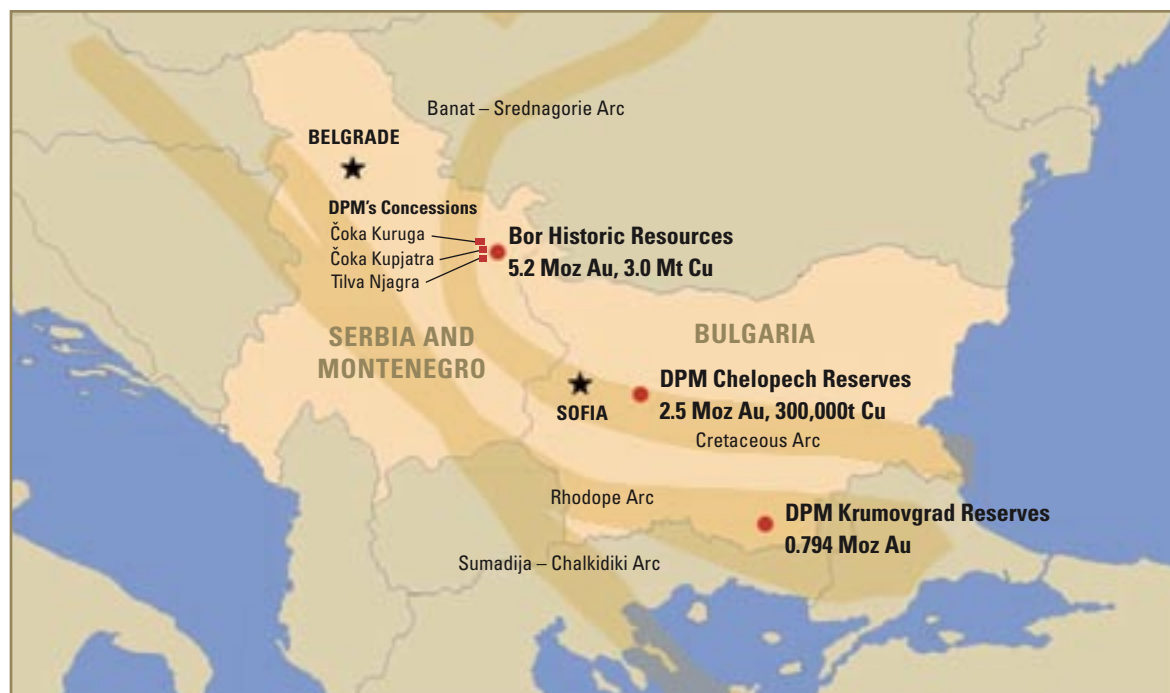 Banat – Srednagorie Arc
BELGRADE
DPM's Concessions
Čoka Kuruga
Čoka Kupjatra
Tilva Njagra
Bor Historic Resources
5.2 Moz Au, 3.0 Mt Cu
SERBIA AND
MONTENEGRO
BULGARIA
SOFIA
DPM Chelopech Reserves
2.5 Moz Au, 300,000t Cu
Cretaceous Arc
Rhodope Arc
DPM Krumovgrad Reserves
0.794 Moz Au
Sumadija – Chalkidiki Arc